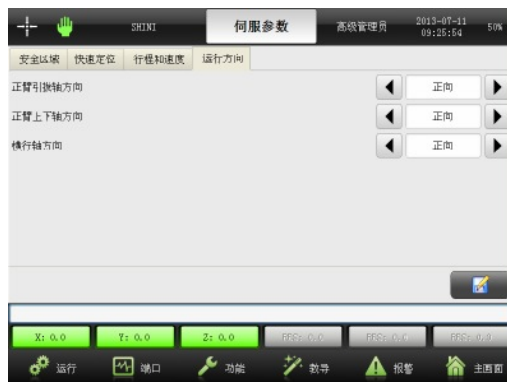 SHINI 伺服参数 高级管理员 2013-07-11 09:25:54 50%
安全区域 快速定位 行程和速度 运行方向
正臂引拔轴方向 正向
正臂上下轴方向 正向
横行轴方向 正向
X: 0.0 Y: 0.0 Z: 0.0
运行 端口 功能 教导 报警 主画面